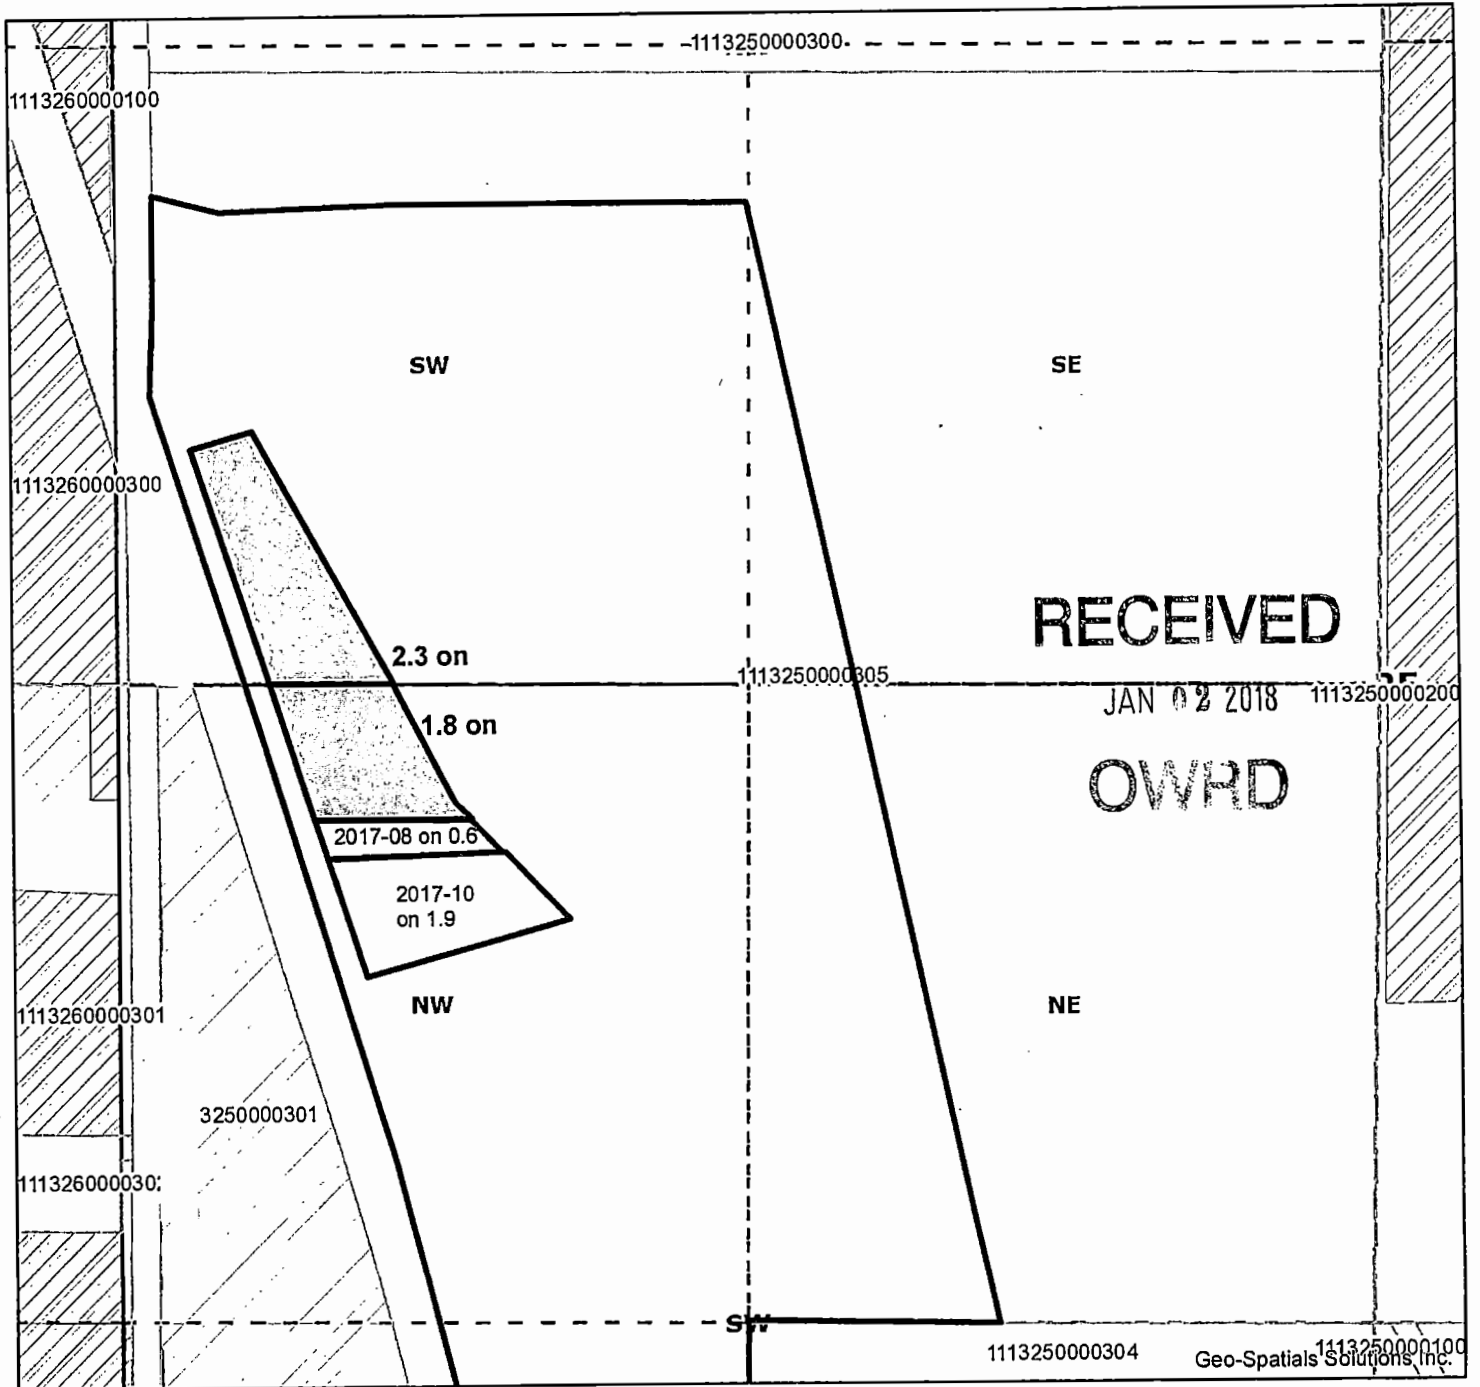 1113250000300
1113260000100
SW
SE
1113260000300
RECEIVED
2.3 on
1113250000305
1113250000200
JAN 02 2018
1.8 on
OWRD
2017-08 on 0.6
2017-10
on 1.9
NW
NE
1113260000301
3250000301
111326000030
SW
1113250000304
1113250000100
Geo-Spatials Solutions, Inc.